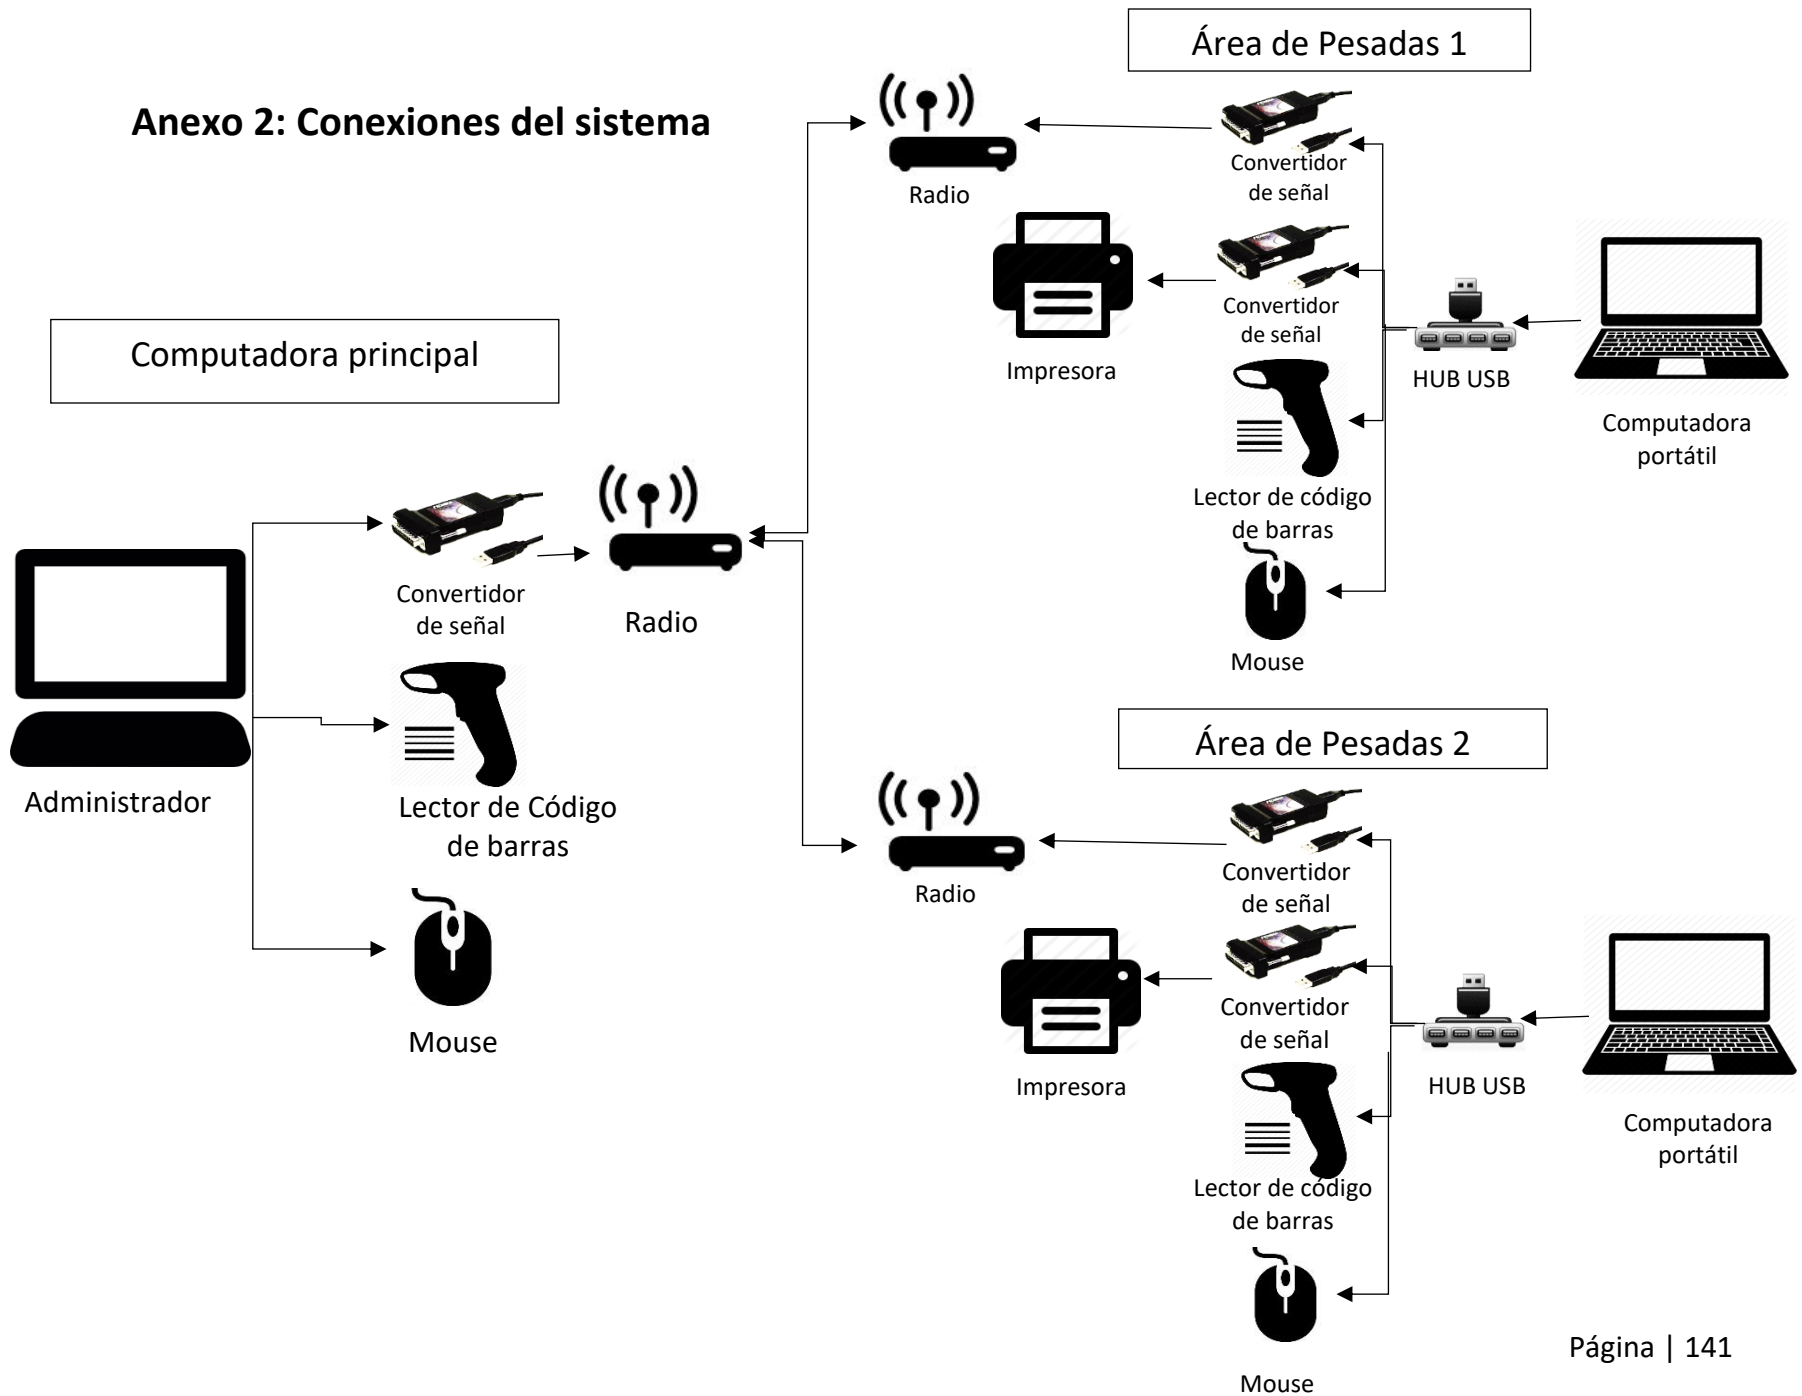 Anexo 2: Conexiones del sistema
Computadora principal
Administrador
Convertidor
de señal
Radio
Lector de Código
de barras
Mouse
Área de Pesadas 1
Radio
Convertidor
de señal
Impresora
Convertidor
de señal
Lector de código
de barras
Mouse
HUB USB
Computadora
portátil
Área de Pesadas 2
Radio
Convertidor
de señal
Impresora
Convertidor
de señal
Lector de código
de barras
Mouse
HUB USB
Computadora
portátil
Página | 141